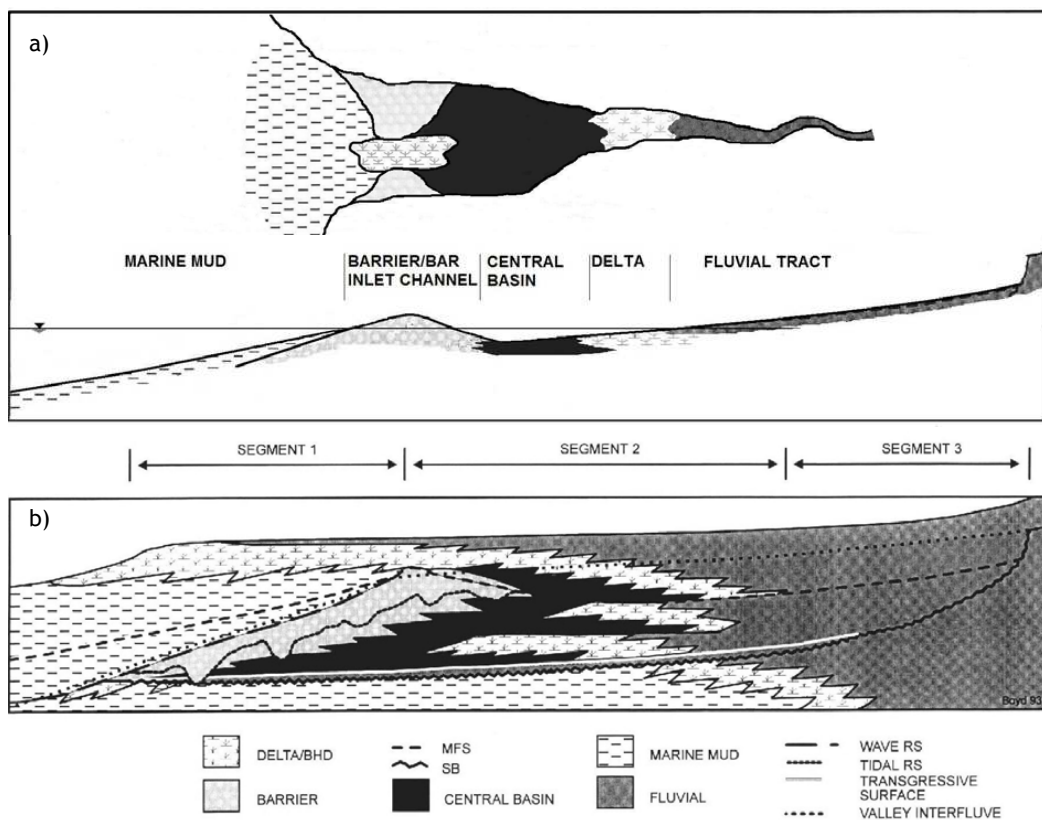 a)
MARINE MUD
BARRIER/BAR
INLET CHANNEL
CENTRAL
BASIN
DELTA
FLUVIAL TRACT
SEGMENT 1
SEGMENT 2
SEGMENT 3
b)
Boyd 93
DELTA/BHD
BARRIER
MFS
SB
CENTRAL BASIN
MARINE MUD
FLUVIAL
WAVE RS
TIDAL RS
TRANSGRESSIVE
SURFACE
VALLEY INTERFLUVE